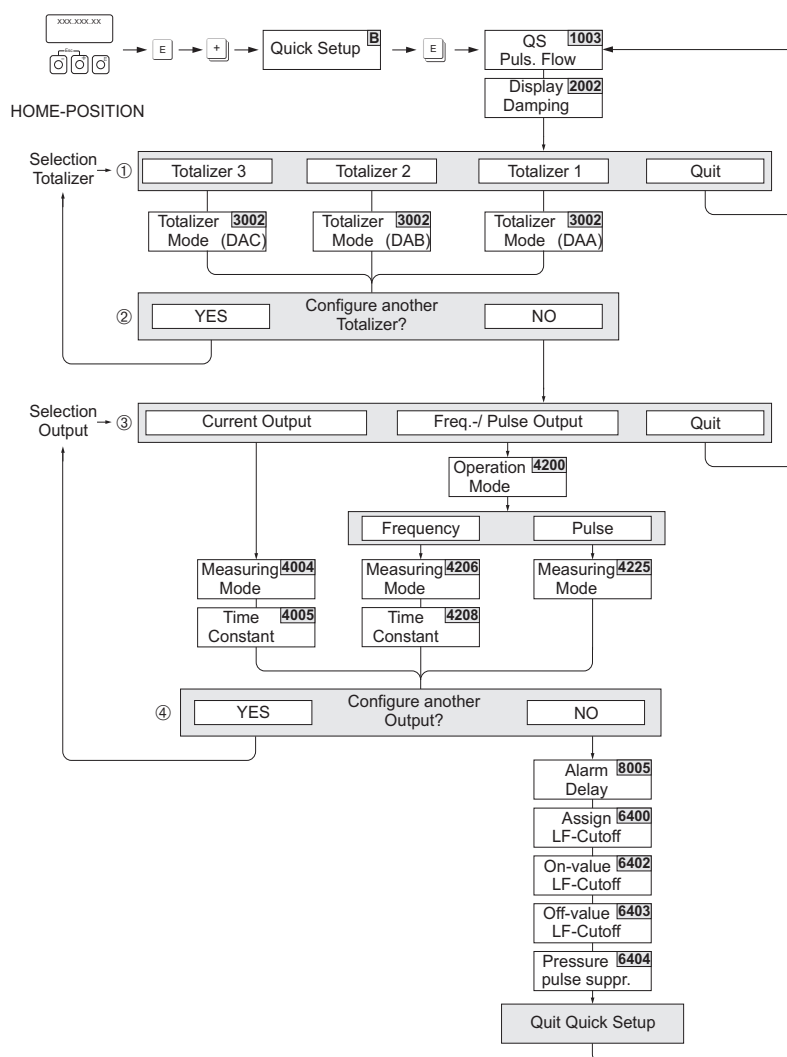 XXX.XXX.XX
Esc
E
+
Quick Setup B
E
QS 1003
Puls. Flow
HOME-POSITION
Display 2002
Damping
Selection
Totalizer
①
Totalizer 3
Totalizer 2
Totalizer 1
Quit
Totalizer 3002
Mode (DAC)
Totalizer 3002
Mode (DAB)
Totalizer 3002
Mode (DAA)
②
YES
Configure another
Totalizer?
NO
Selection
Output
③
Current Output
Freq.-/ Pulse Output
Quit
Operation 4200
Mode
Frequency
Pulse
Measuring 4004
Mode
Measuring 4206
Mode
Measuring 4225
Mode
Time 4005
Constant
Time 4208
Constant
④
YES
Configure another
Output?
NO
Alarm 8005
Delay
Assign 6400
LF-Cutoff
On-value 6402
LF-Cutoff
Off-value 6403
LF-Cutoff
Pressure 6404
pulse suppr.
Quit Quick Setup